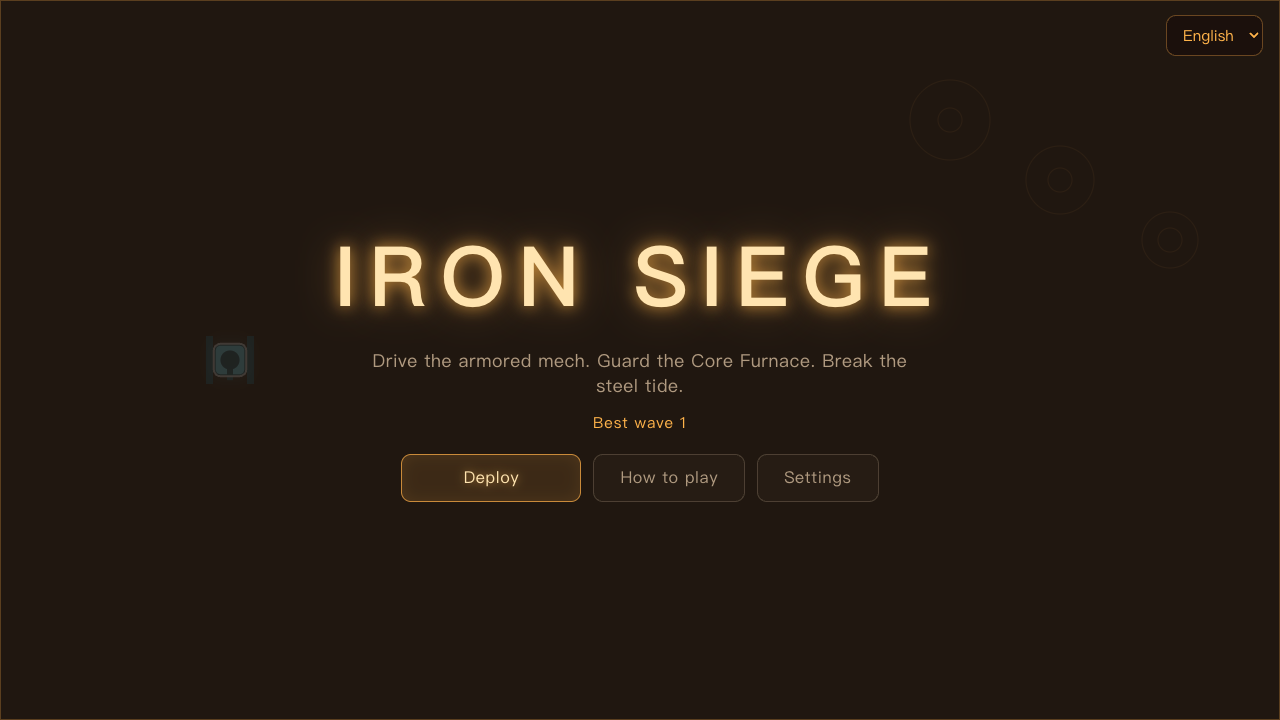 English
IRON SIEGE
Drive the armored mech. Guard the Core Furnace. Break the
steel tide.
Best wave 1
Deploy
How to play
Settings